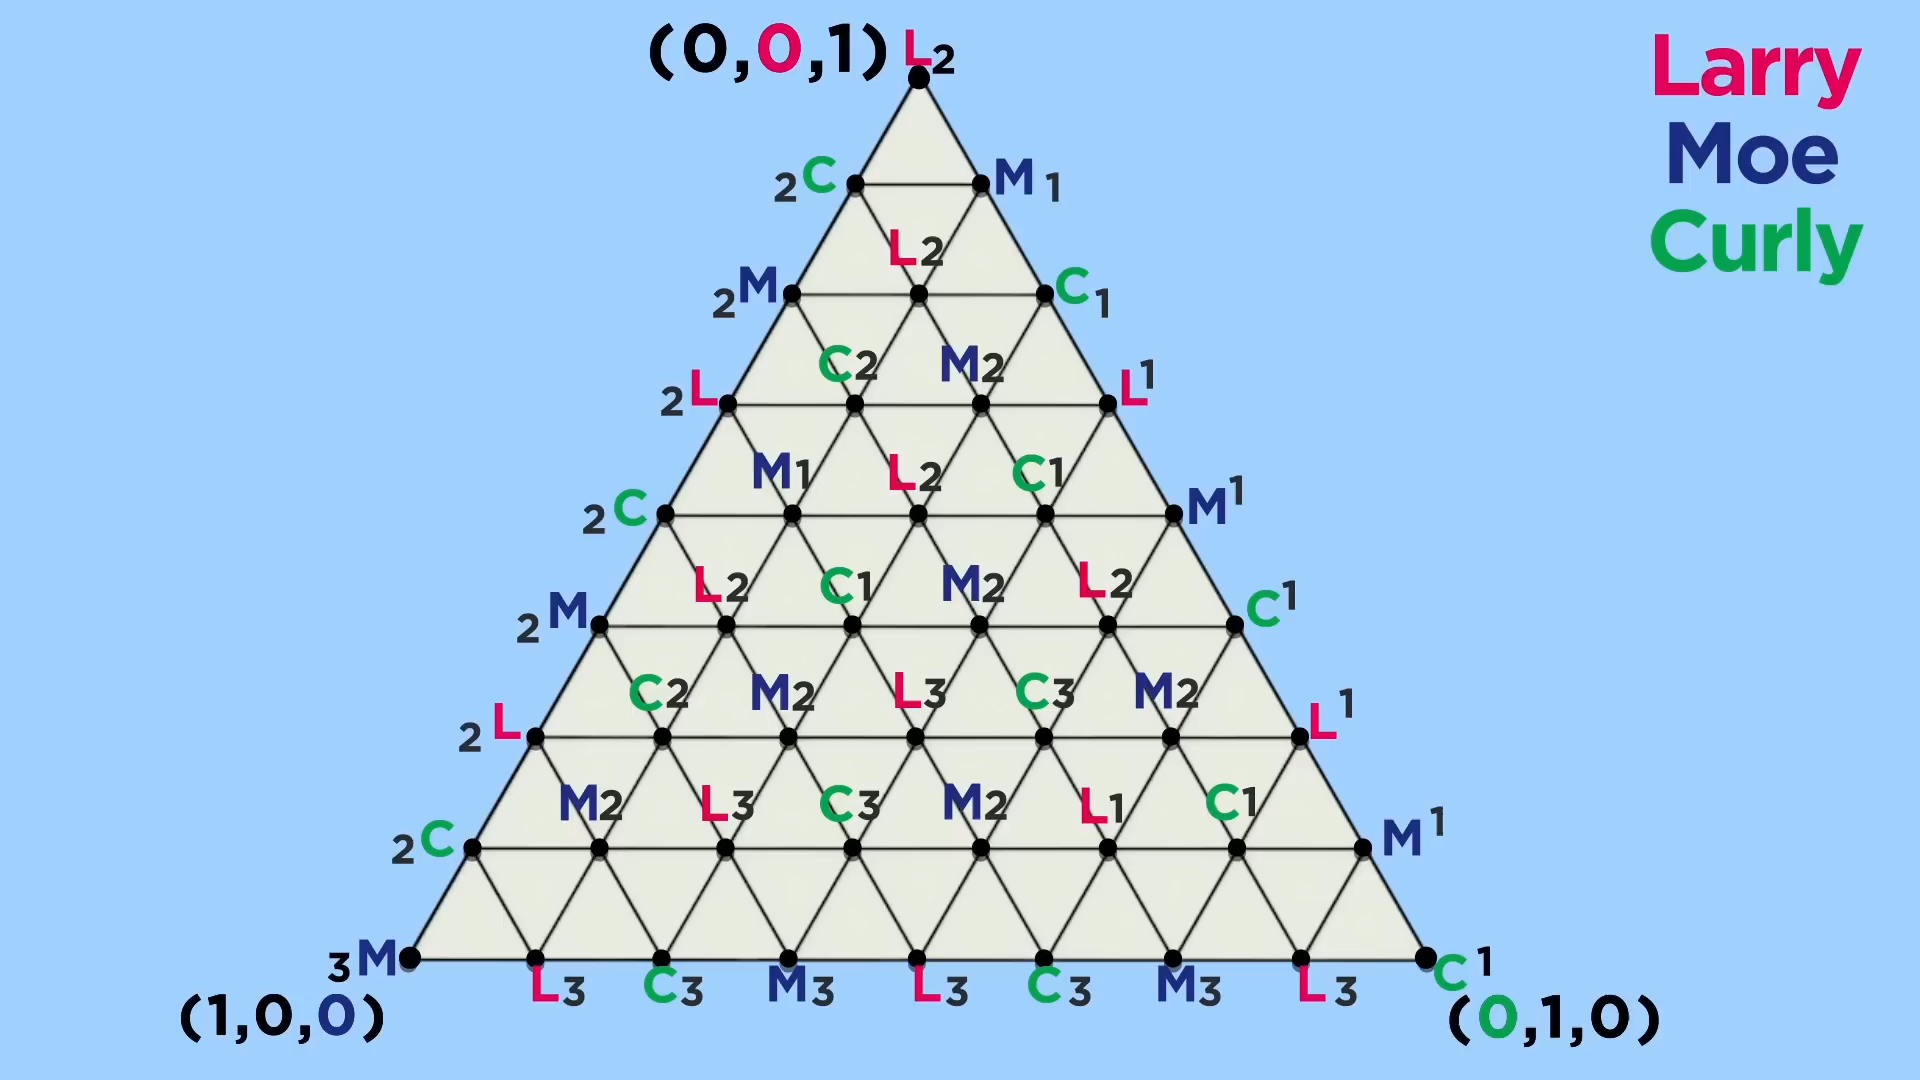 (0,0,1) L2
Larry
Moe
Curly
2C M1
L2
2M C1
C2 M2
2L L1
M1 L2 C1
2C M1
L2 C1 M2 L2
2M C1
C2 M2 L3 C3 M2
2L L1
M2 L3 C3 M2 L1 C1
2C M1
3M L3 C3 M3 L3 C3 M3 L3 C1
(1,0,0) (0,1,0)